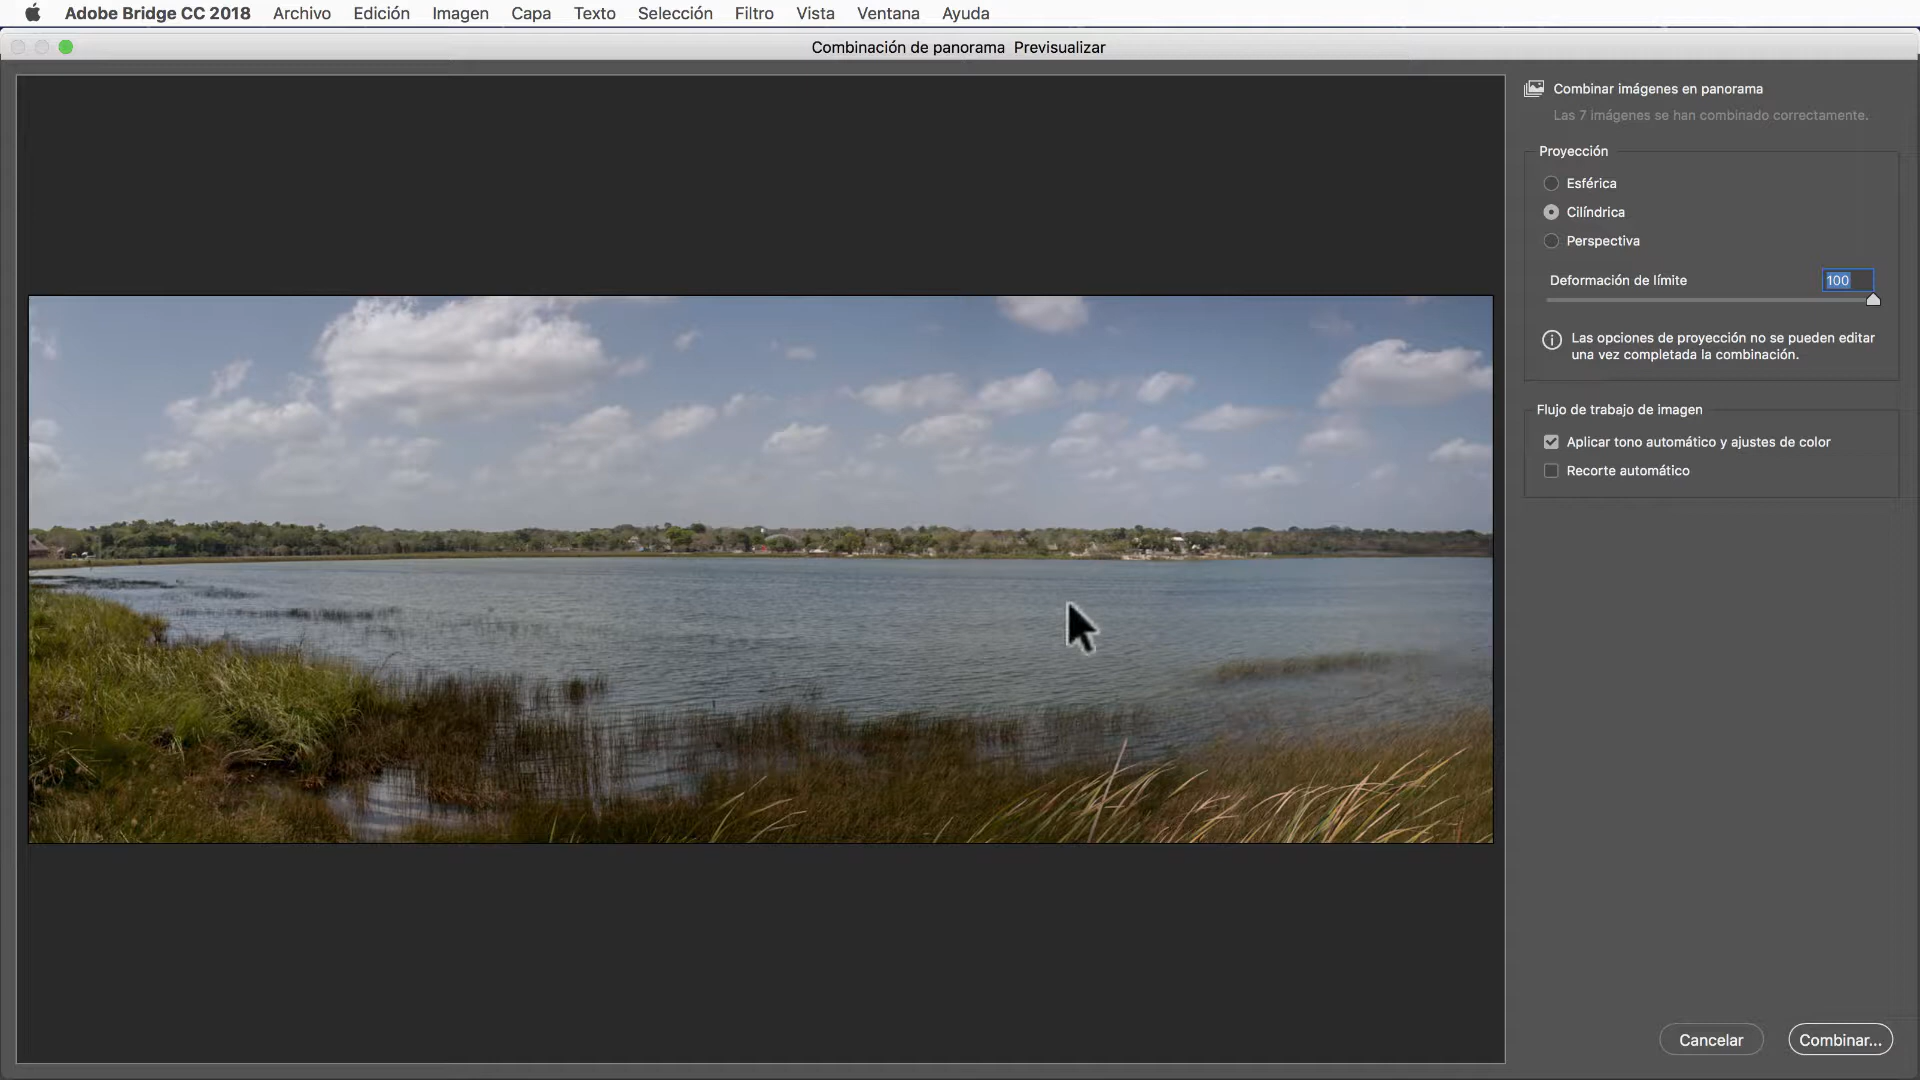 Adobe Bridge CC 2018 Archivo Edición Imagen Capa Texto Selección Filtro Vista Ventana Ayuda
Combinación de panorama Previsualizar
Combinar imágenes en panorama
Las 7 imágenes se han combinado correctamente.
Proyección
Esférica
Cilíndrica
Perspectiva
Deformación de límite 100
Las opciones de proyección no se pueden editar
una vez completada la combinación.
Flujo de trabajo de imagen
Aplicar tono automático y ajustes de color
Recorte automático
Cancelar Combinar...